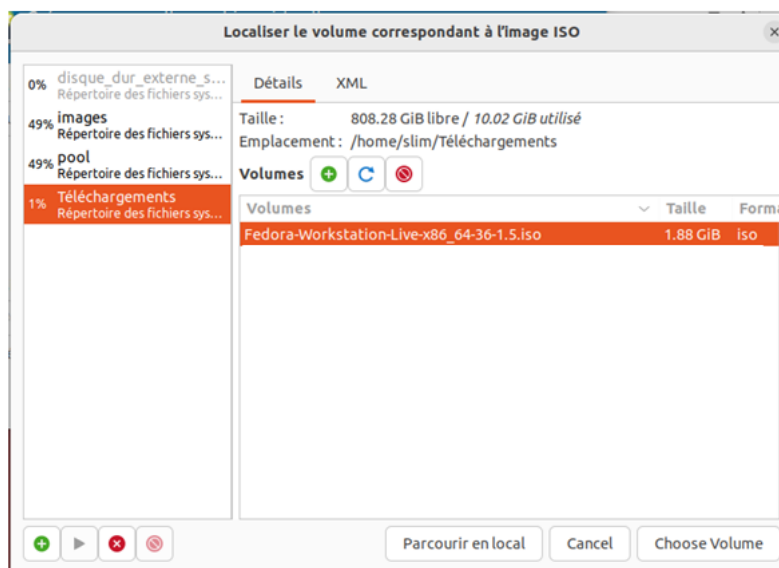 Localiser le volume correspondant à l'image ISO
0% disque_dur_externe_s...
Répertoire des fichiers sys...
49% images
Répertoire des fichiers sys...
49% pool
Répertoire des fichiers sys...
1% Téléchargements
Répertoire des fichiers sys...
Détails XML
Taille : 808.28 GiB libre / 10.02 GiB utilisé
Emplacement : /home/slim/Téléchargements
Volumes
Volumes Taille Forma
Fedora-Workstation-Live-x86_64-36-1.5.iso 1.88 GiB iso
Parcourir en local Cancel Choose Volume